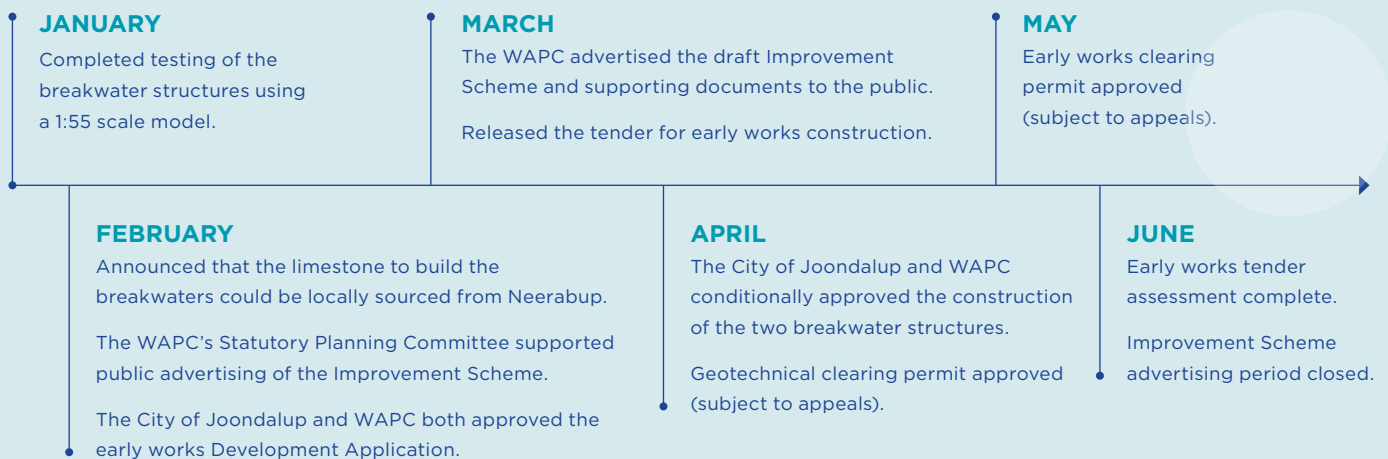 JANUARY
Completed testing of the
breakwater structures using
a 1:55 scale model.
FEBRUARY
Announced that the limestone to build the
breakwaters could be locally sourced from Neerabup.
The WAPC’s Statutory Planning Committee supported
public advertising of the Improvement Scheme.
The City of Joondalup and WAPC both approved the
early works Development Application.
MARCH
The WAPC advertised the draft Improvement
Scheme and supporting documents to the public.
Released the tender for early works construction.
APRIL
The City of Joondalup and WAPC
conditionally approved the construction
of the two breakwater structures.
Geotechnical clearing permit approved
(subject to appeals).
MAY
Early works clearing
permit approved
(subject to appeals).
JUNE
Early works tender
assessment complete.
Improvement Scheme
advertising period closed.